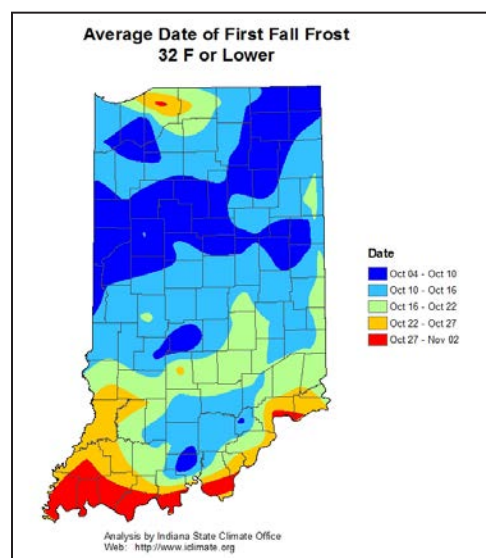 Average Date of First Fall Frost
32 F or Lower
Date
Oct 04 - Oct 10
Oct 10 - Oct 16
Oct 16 - Oct 22
Oct 22 - Oct 27
Oct 27 - Nov 02
Analysis by Indiana State Climate Office
Web: http://www.iclimate.org